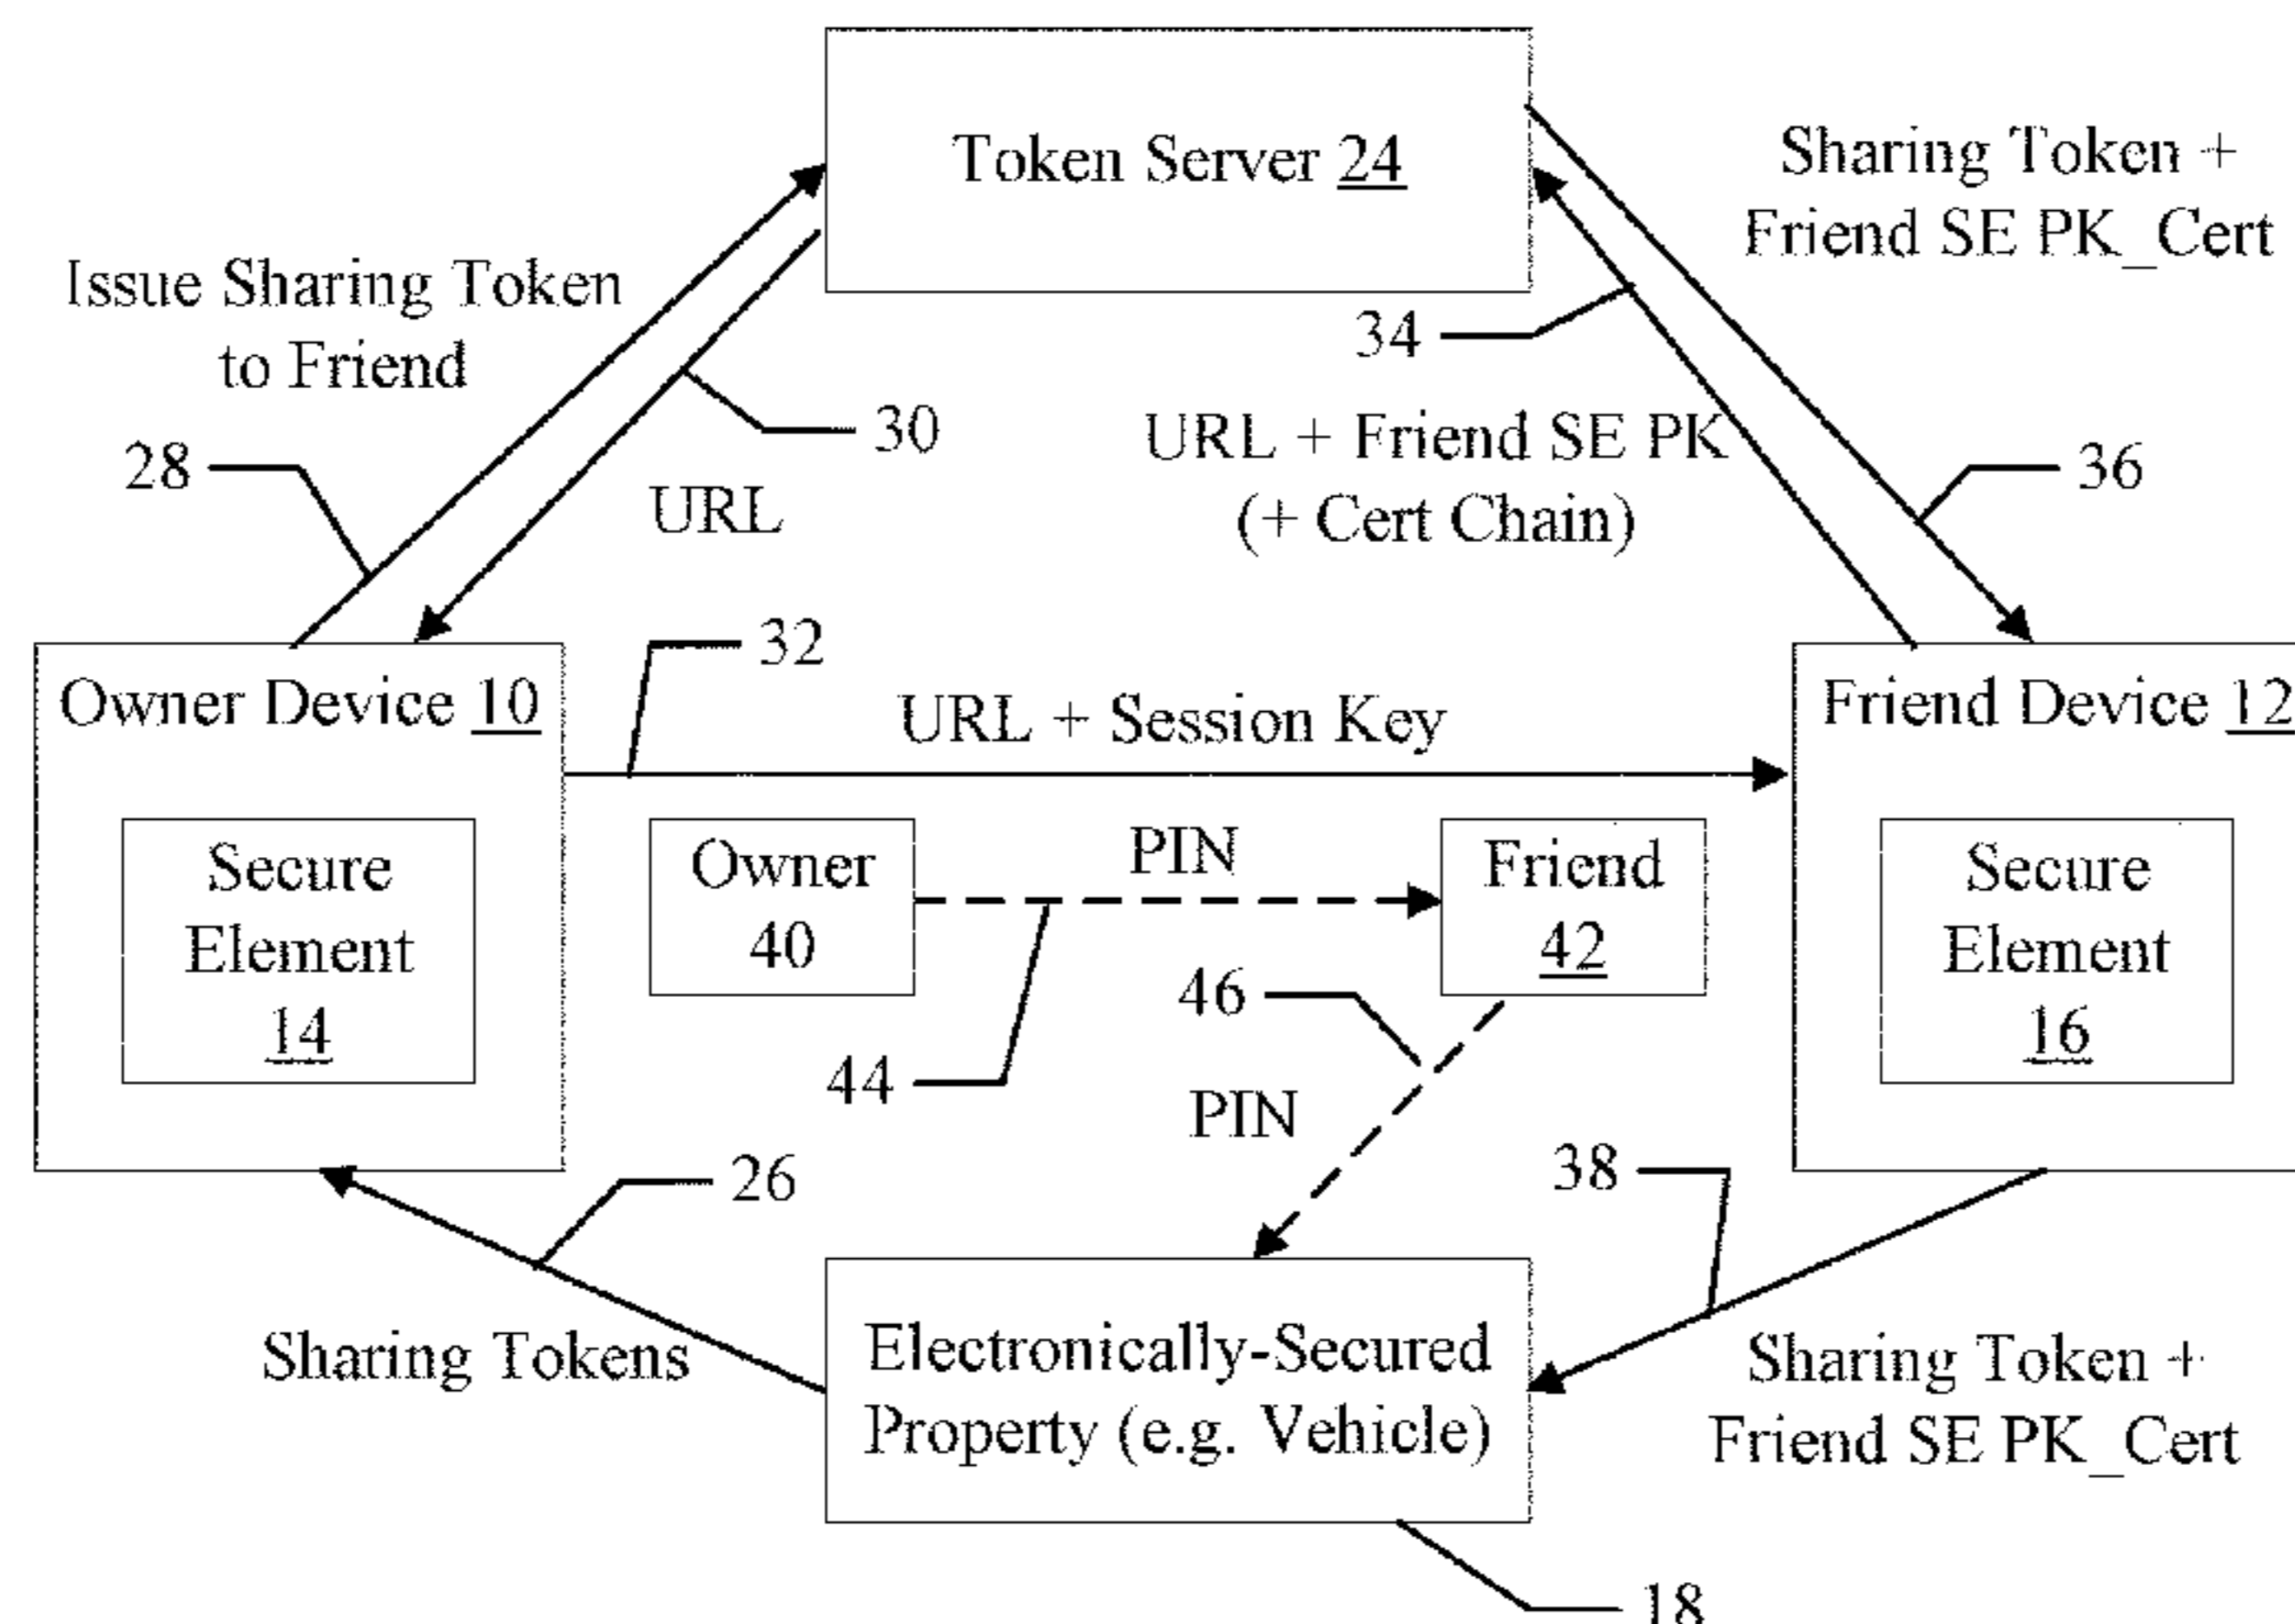 Token Server 24
Sharing Token +
Friend SE PK_Cert
Issue Sharing Token
to Friend
34
30
28
URL
URL + Friend SE PK
(+ Cert Chain)
36
32
Owner Device 10
URL + Session Key
Friend Device 12
Secure
Element
14
Owner
40
PIN
Friend
42
Secure
Element
16
46
44
PIN
26
38
Sharing Tokens
Electronically-Secured
Property (e.g. Vehicle)
Sharing Token +
Friend SE PK_Cert
18